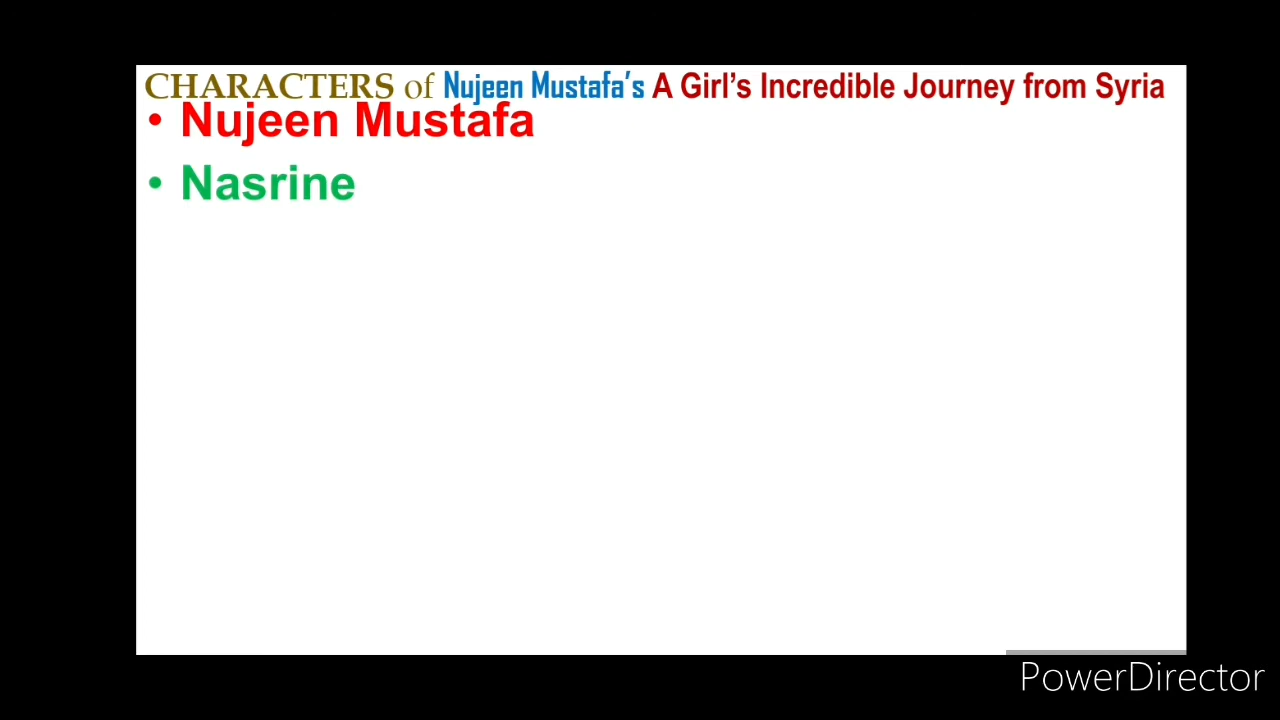 CHARACTERS of Nujeen Mustafa's A Girl's Incredible Journey from Syria
• Nujeen Mustafa
• Nasrine
PowerDirector